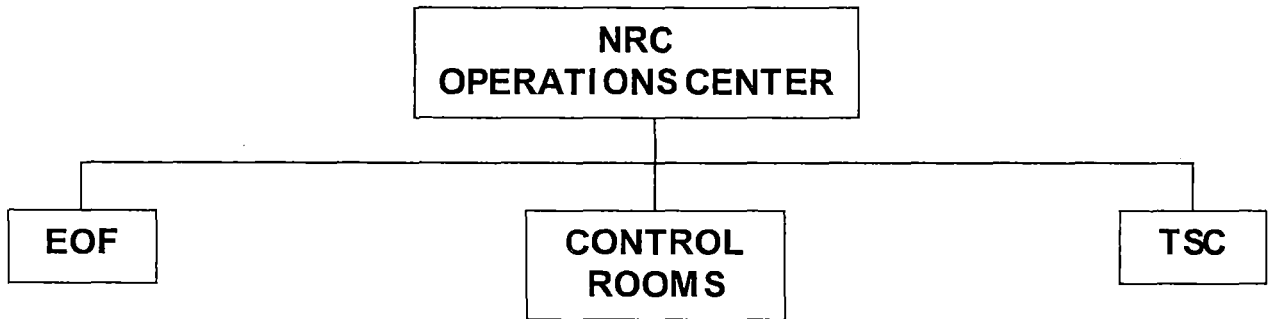 NRC
OPERATIONS CENTER
EOF
CONTROL
ROOMS
TSC